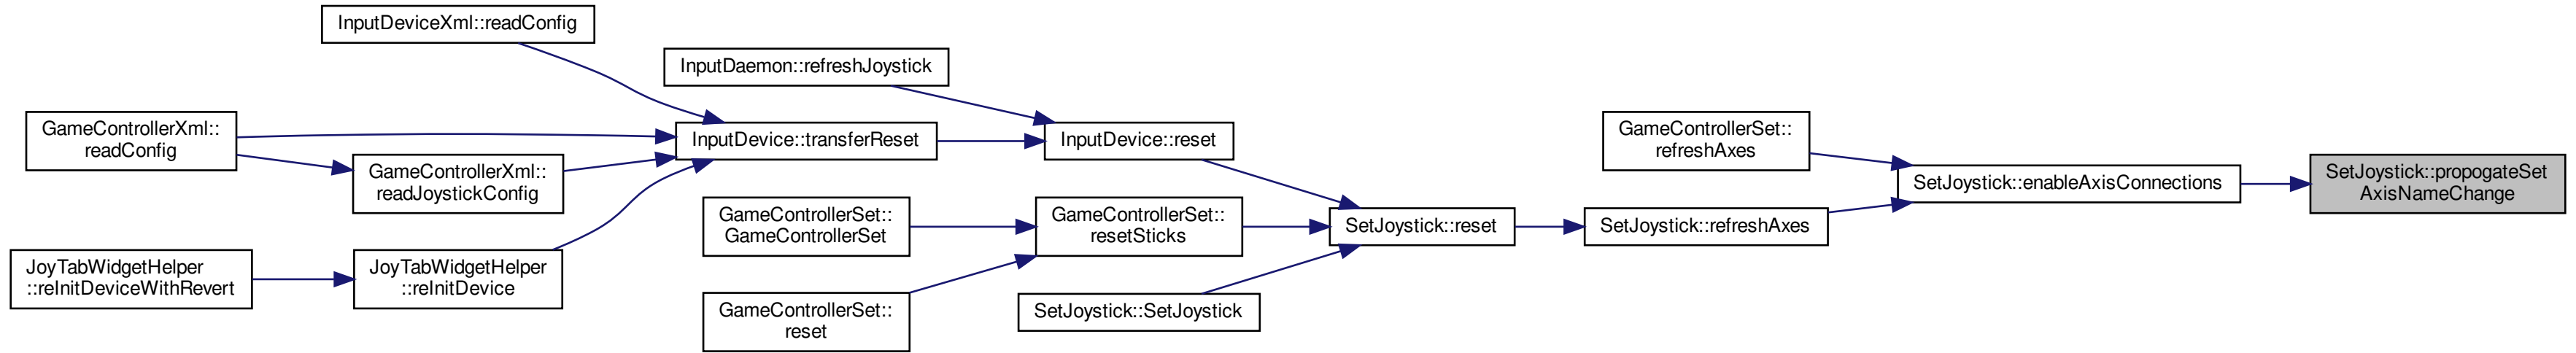 InputDeviceXml::readConfig
InputDaemon::refreshJoystick
GameControllerXml::
readConfig
InputDevice::transferReset
InputDevice::reset
GameControllerSet::
refreshAxes
GameControllerXml::
readJoystickConfig
SetJoystick::enableAxisConnections
SetJoystick::propogateSet
AxisNameChange
GameControllerSet::
GameControllerSet
GameControllerSet::
resetSticks
SetJoystick::reset
SetJoystick::refreshAxes
JoyTabWidgetHelper
::reInitDeviceWithRevert
JoyTabWidgetHelper
::reInitDevice
GameControllerSet::
reset
SetJoystick::SetJoystick